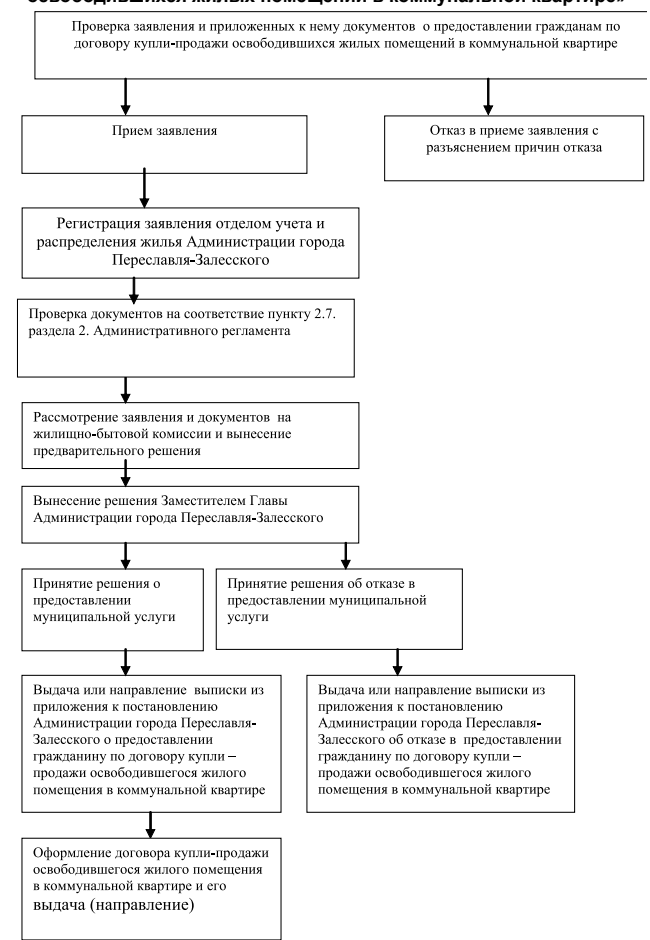 освободившихся жилых помещений в коммунальной квартире»
Проверка заявления и приложенных к нему документов о предоставлении гражданам по
договору купли-продажи освободившихся жилых помещений в коммунальной квартире
Прием заявления
Отказ в приеме заявления с
разъяснением причин отказа
Регистрация заявления отделом учета и
распределения жилья Администрации города
Переславля-Залесского
Проверка документов на соответствие пункту 2.7.
раздела 2. Административного регламента
Рассмотрение заявления и документов на
жилищно-бытовой комиссии и вынесение
предварительного решения
Вынесение решения Заместителем Главы
Администрации города Переславля-Залесского
Принятие решения о
предоставлении
муниципальной услуги
Принятие решения об отказе в
предоставлении муниципальной
услуги
Выдача или направление выписки из
приложения к постановлению
Администрации города Переславля-
Залесского о предоставлении
гражданину по договору купли –
продажи освободившегося жилого
помещения в коммунальной квартире
Выдача или направление выписки из
приложения к постановлению
Администрации города Переславля-
Залесского об отказе в предоставлении
гражданину по договору купли –
продажи освободившегося жилого
помещения в коммунальной квартире
Оформление договора купли-продажи
освободившегося жилого помещения
в коммунальной квартире и его
выдача (направление)